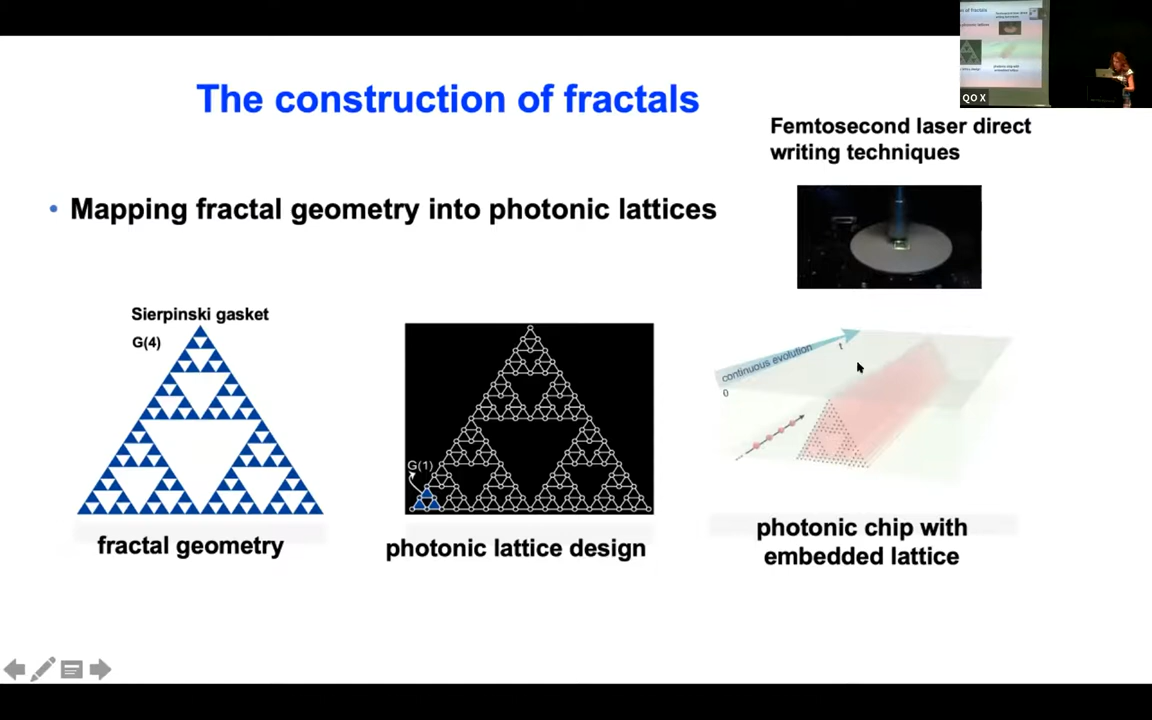 The construction of fractals
QO X
Femtosecond laser direct
writing techniques
• Mapping fractal geometry into photonic lattices
Sierpinski gasket
G(4)
G(1)
continuous evolution
t
0
fractal geometry
photonic lattice design
photonic chip with
embedded lattice